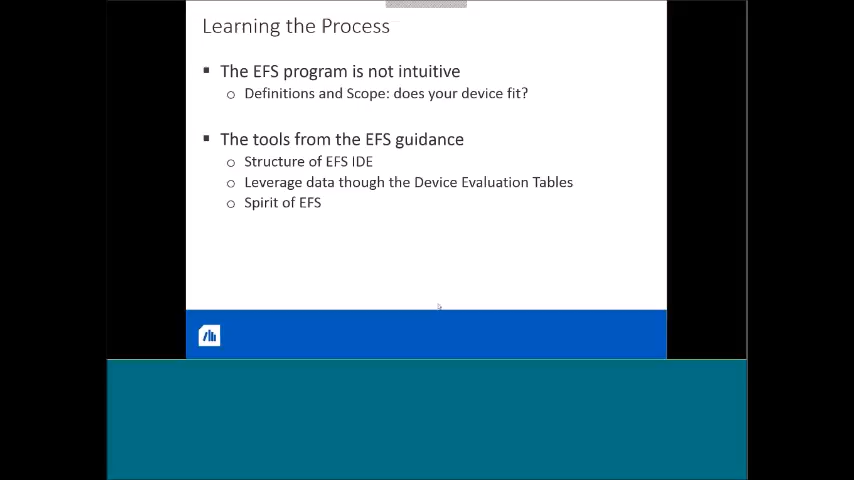 Learning the Process
The EFS program is not intuitive
Definitions and Scope: does your device fit?
The tools from the EFS guidance
Structure of EFS IDE
Leverage data though the Device Evaluation Tables
Spirit of EFS